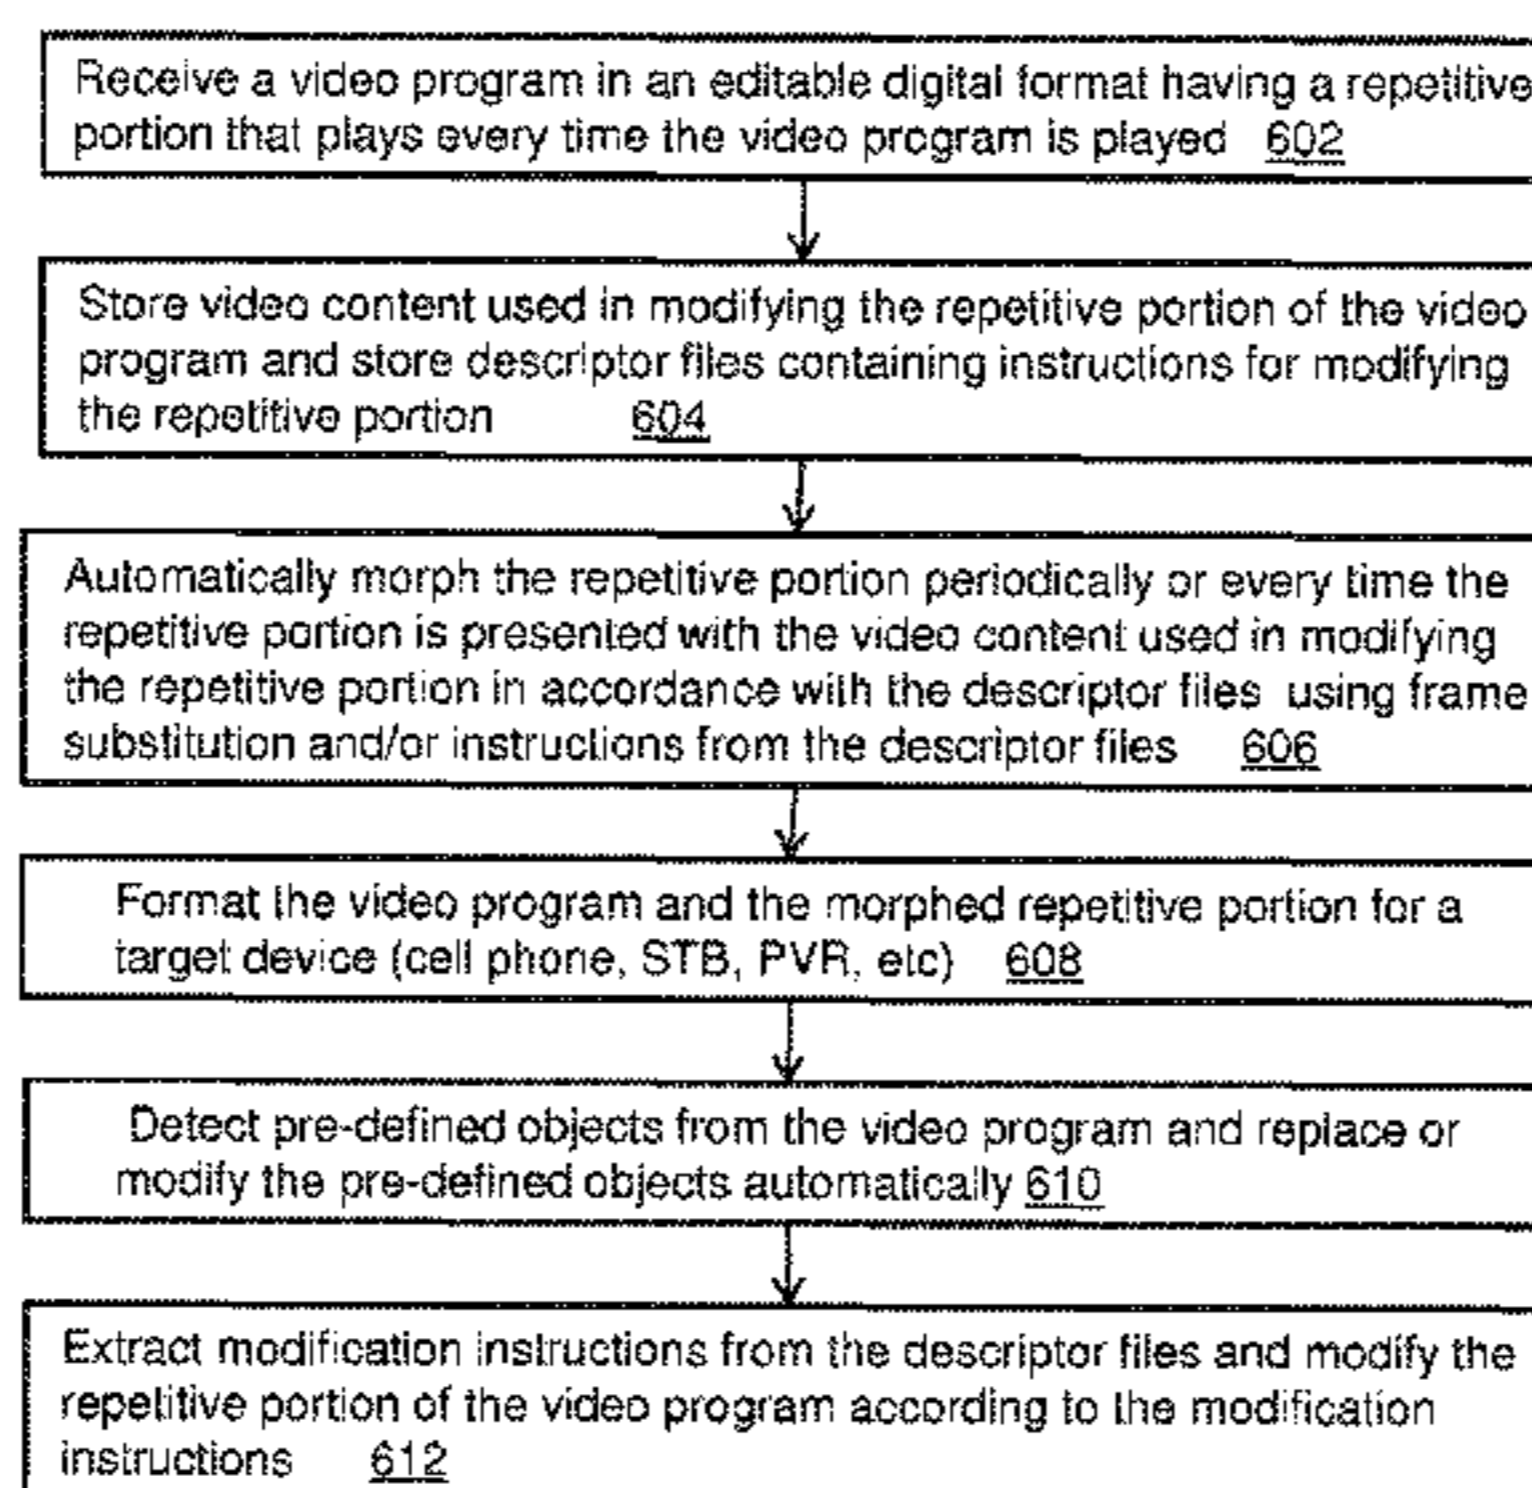 Receive a video program in an editable digital format having a repetitive
portion that plays every time the video program is played 602
Store video content used in modifying the repetitive portion of the video
program and store descriptor files containing instructions for modifying
the repetitive portion 604
Automatically morph the repetitive portion periodically or every time the
repetitive portion is presented with the video content used in modifying
the repetitive portion in accordance with the descriptor files using frame
substitution and/or instructions from the descriptor files 606
Format the video program and the morphed repetitive portion for a
target device (cell phone, STB, PVR, etc) 608
Detect pre-defined objects from the video program and replace or
modify the pre-defined objects automatically 610
Extract modification instructions from the descriptor files and modify the
repetitive portion of the video program according to the modification
instructions 612